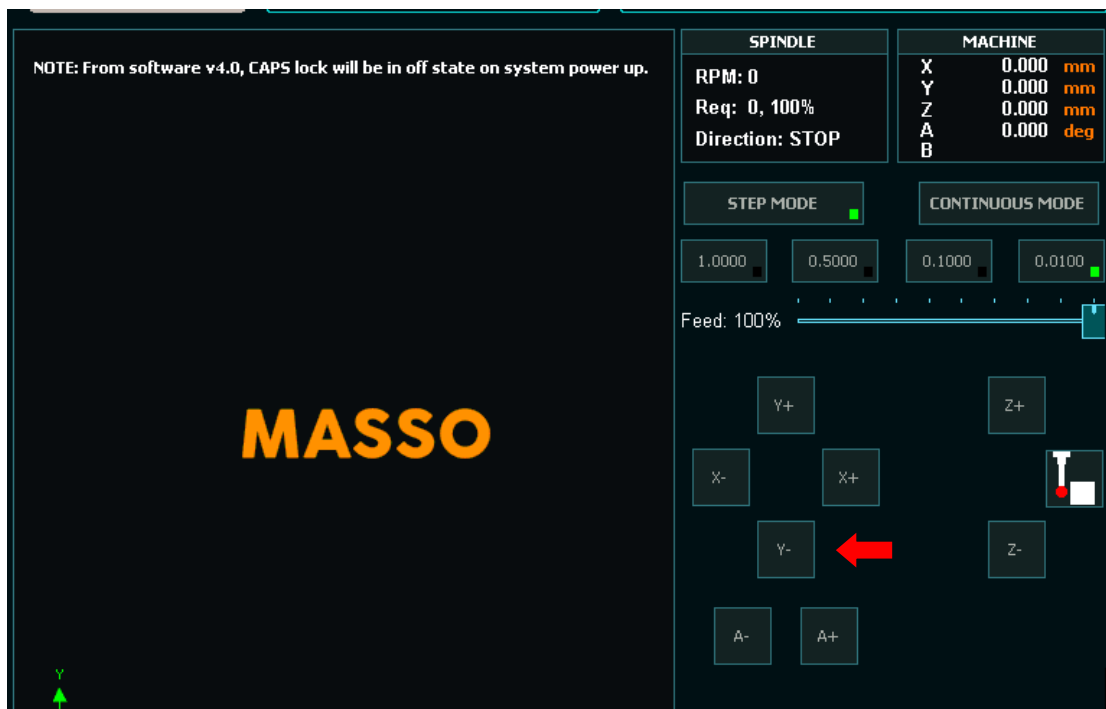 NOTE: From software v4.0, CAPS lock will be in off state on system power up.
MASSO
Y
SPINDLE
RPM: 0
Req: 0, 100%
Direction: STOP
MACHINE
X 0.000 mm
Y 0.000 mm
Z 0.000 mm
A 0.000 deg
B
STEP MODE
CONTINUOUS MODE
1.0000 0.5000 0.1000 0.0100
Feed: 100%
Y+ Z+
X- X+
Y- Z-
A- A+